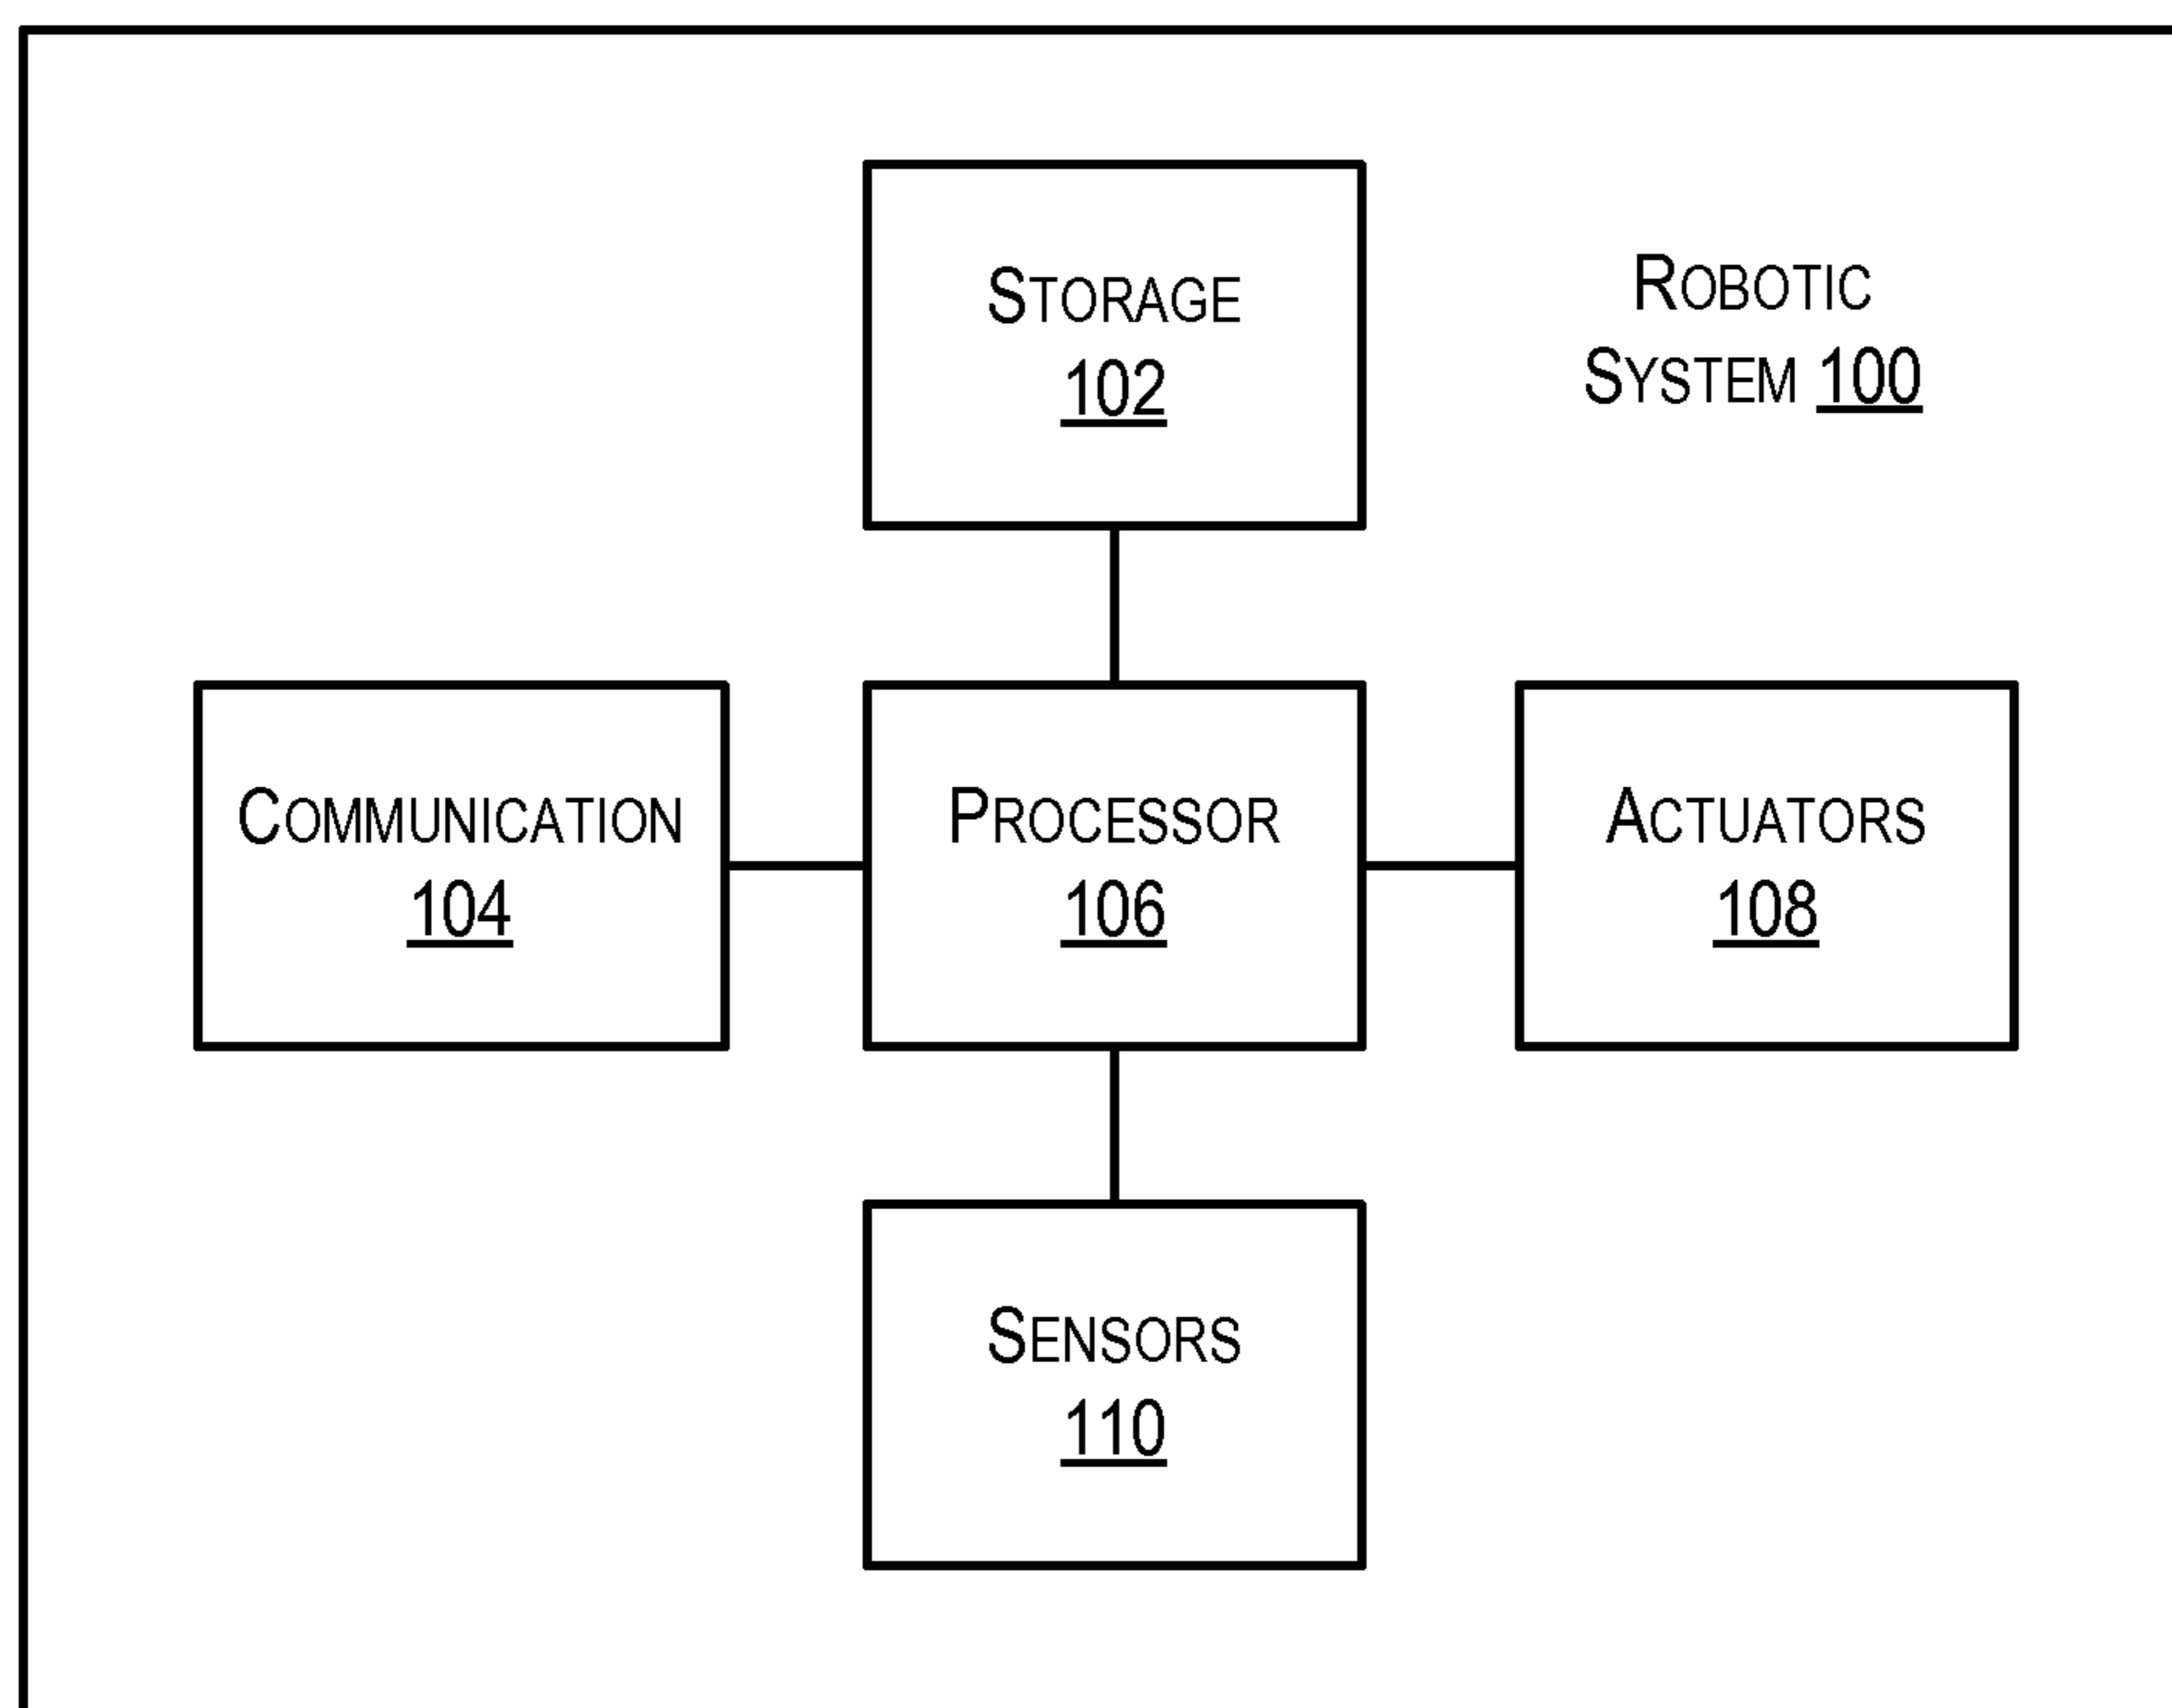 STORAGE
102
ROBOTIC
SYSTEM 100
COMMUNICATION
104
PROCESSOR
106
ACTUATORS
108
SENSORS
110